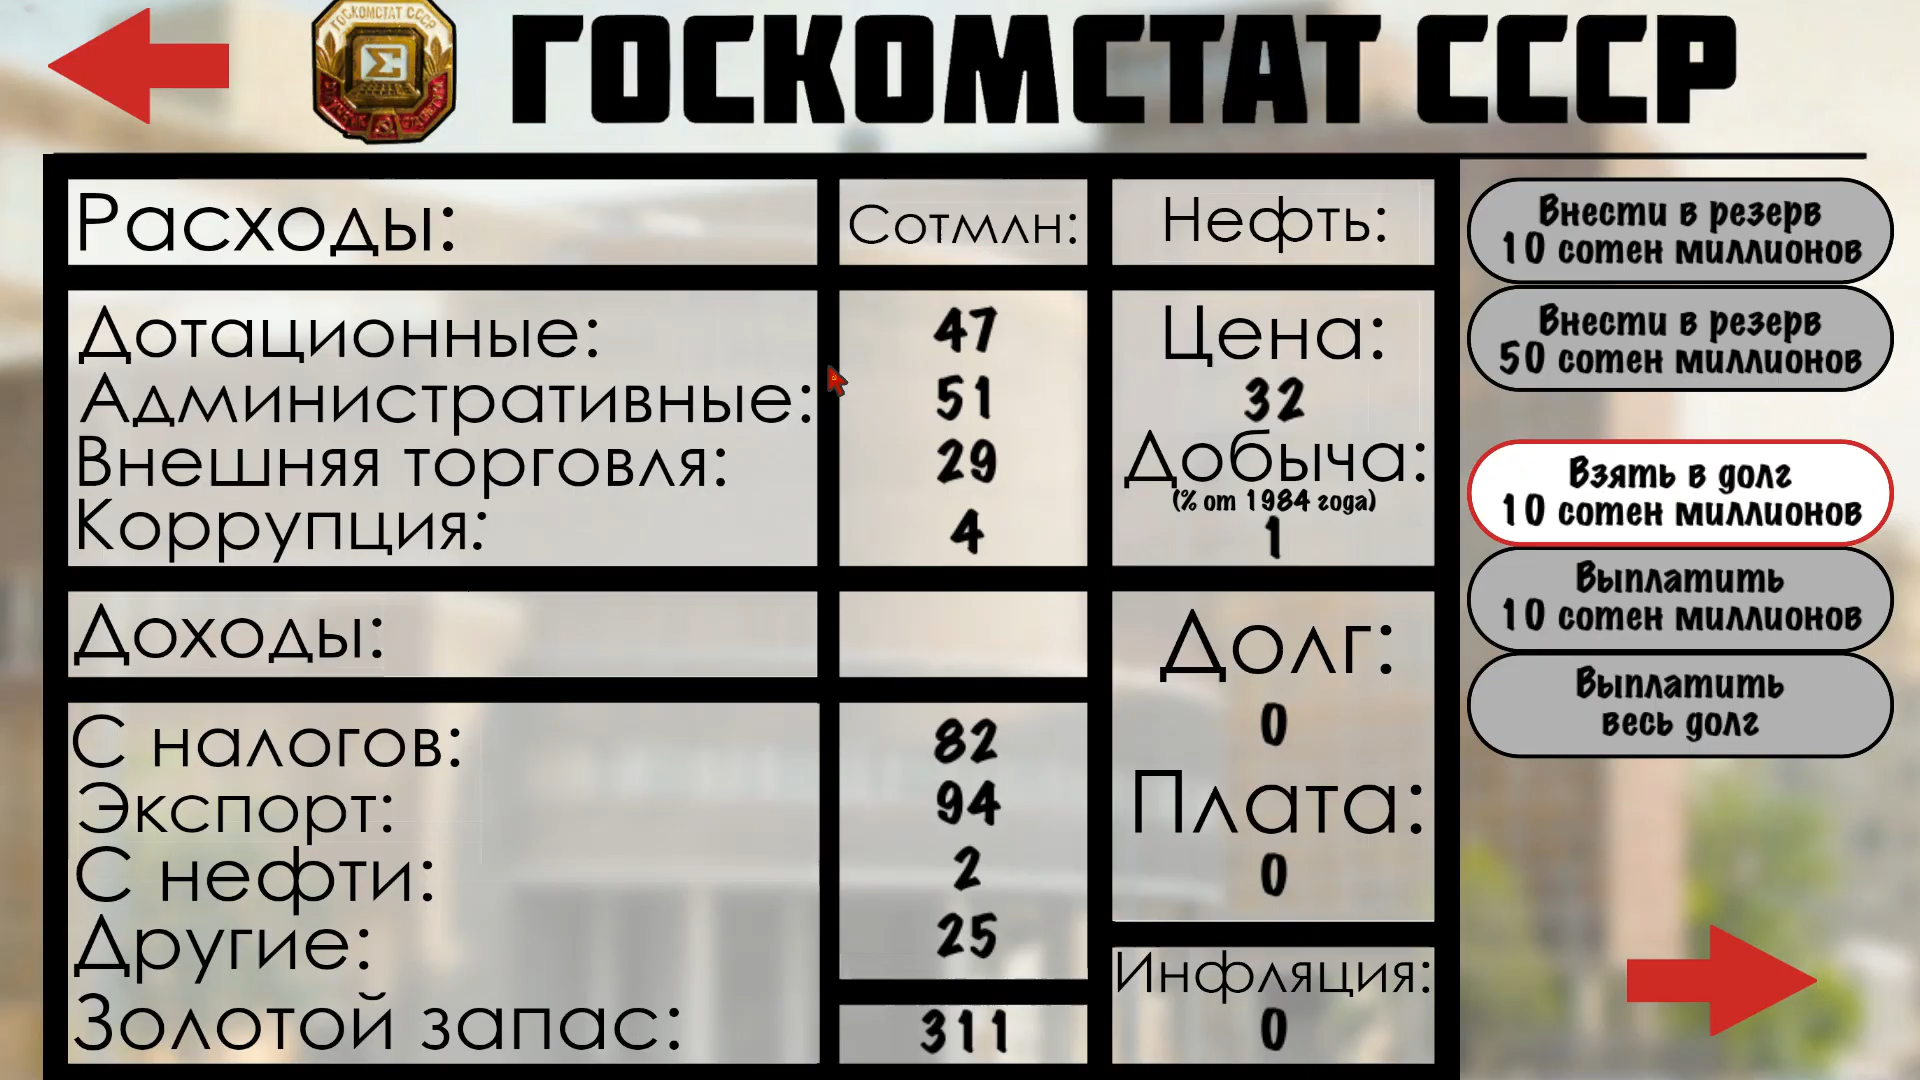 ГОСКОМСТАТ СССР
ГОСКОМСТАТ СССР
Расходы:
Сотмлн:
Нефть:
Дотационные:
47
Административные:
51
Внешняя торговля:
29
Коррупция:
4
Цена:
32
Добыча:
(% от 1984 года)
1
Доходы:
С налогов:
82
Экспорт:
94
С нефти:
2
Другие:
25
Золотой запас:
311
Долг:
0
Плата:
0
Инфляция:
0
Внести в резерв
10 сотен миллионов
Внести в резерв
50 сотен миллионов
Взять в долг
10 сотен миллионов
Выплатить
10 сотен миллионов
Выплатить
весь долг